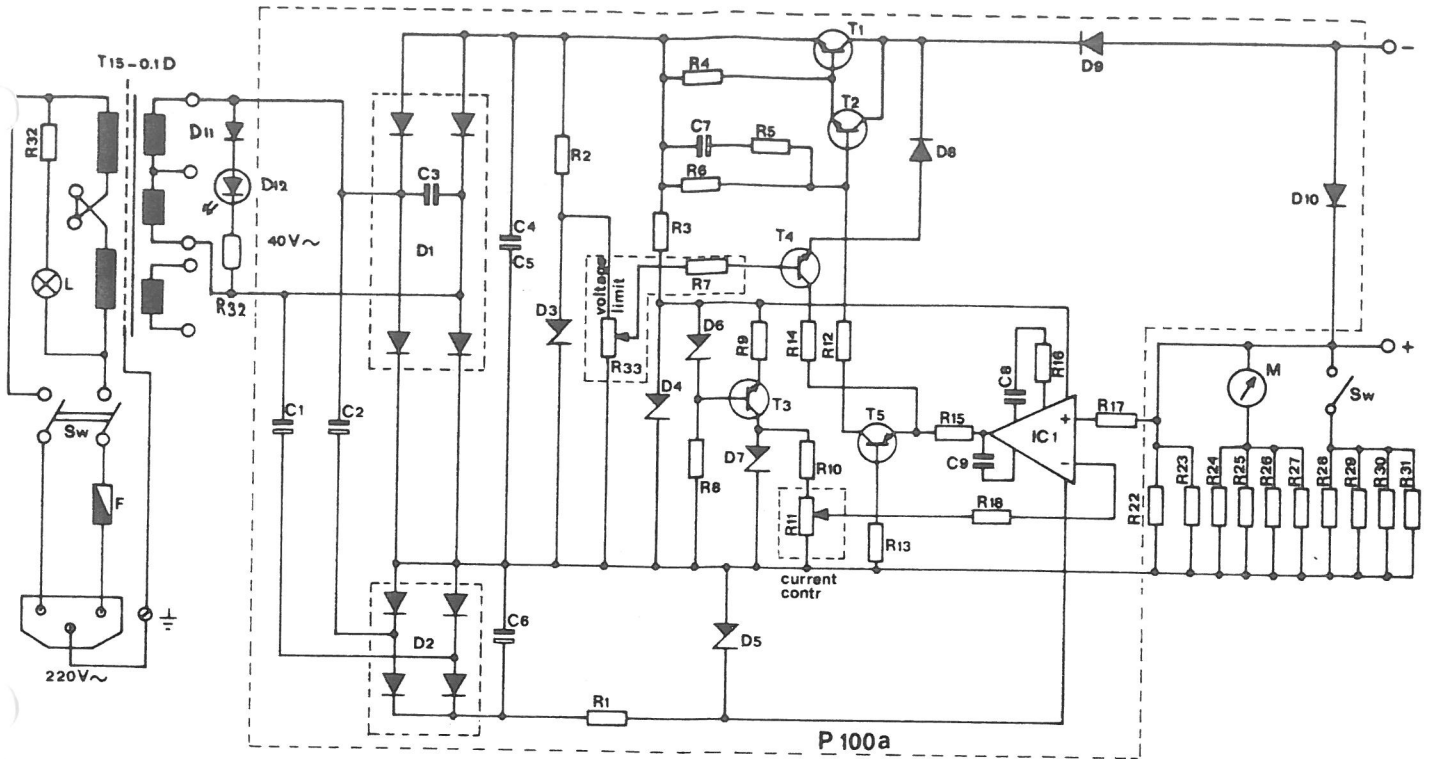 T15-0.1D
R32
L
Sw
F
220V~
D11
D12
40V~
R32
C1
C2
D1
C3
D2
C4
C5
C6
R1
R2
D3
voltage
limit
R33
R3
R4
C7
R5
R6
T1
T2
D8
D9
D10
T4
R7
D4
D6
R8
R9
T3
D7
R14
R12
R10
R11
current
contr
T5
R13
D5
R15
C8
R16
C9
IC1
+
-
R17
R18
M
Sw
-
+
R22
R23
R24
R25
R26
R27
R28
R29
R30
R31
P100a